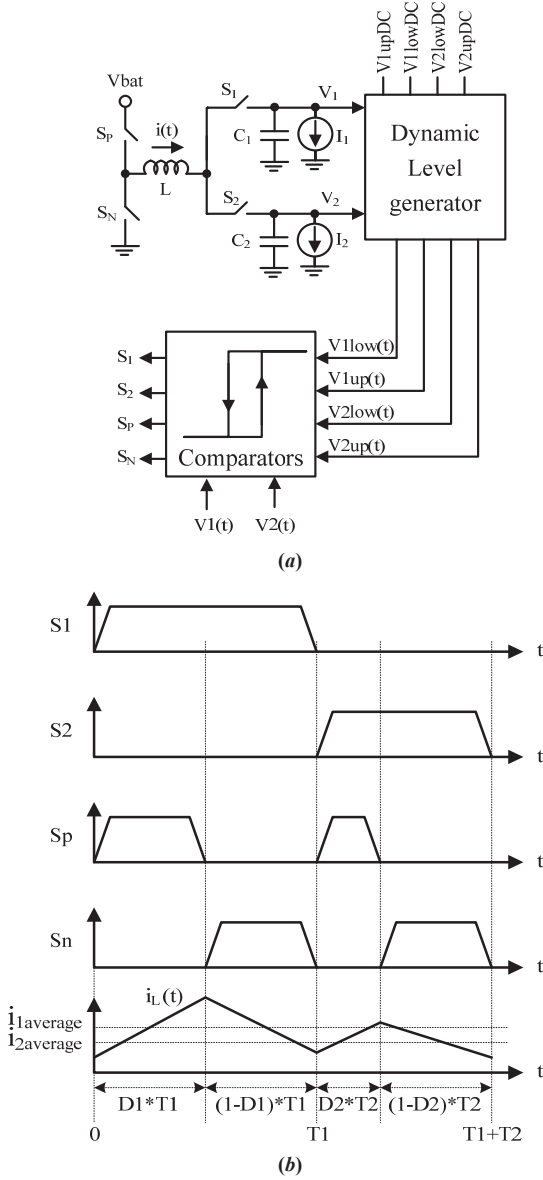 V1upDC
V1lowDC
V2lowDC
V2upDC
Vbat
SP
i(t)
L
SN
S1
V1
C1
I1
S2
V2
C2
I2
Dynamic
Level
generator
S1
S2
SP
SN
Comparators
V1low(t)
V1up(t)
V2low(t)
V2up(t)
V1(t)
V2(t)
(a)
S1
t
S2
t
Sp
t
Sn
t
iL(t)
i1average
i2average
t
D1*T1
(1-D1)*T1
D2*T2
(1-D2)*T2
0
T1
T1+T2
(b)